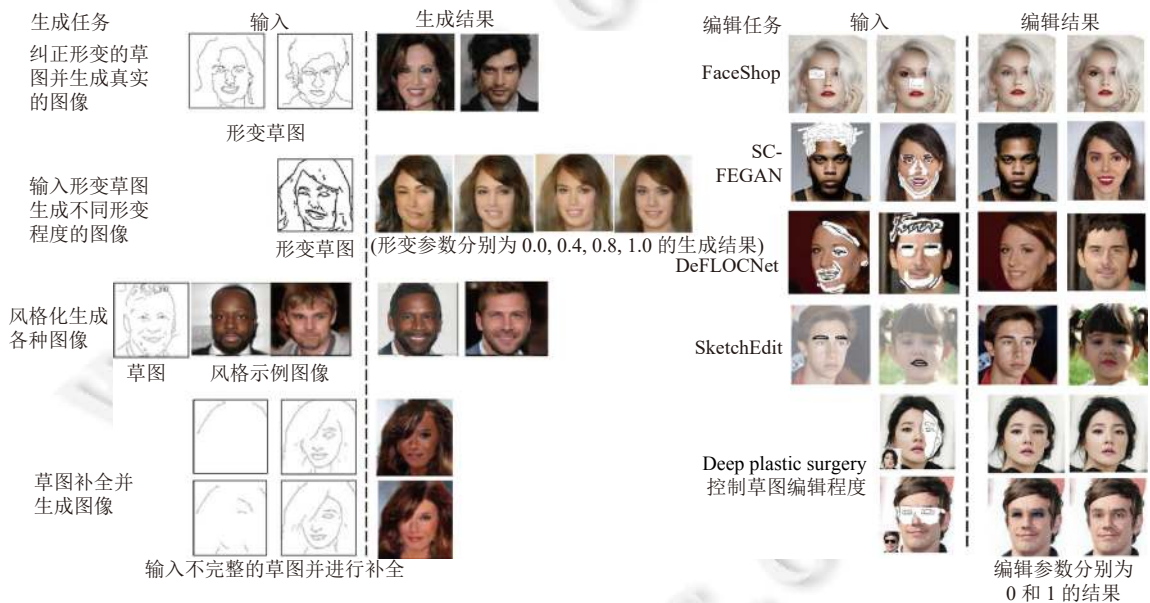 生成任务
输入
生成结果
纠正形变的草
图并生成真实
的图像
形变草图
输入形变草图
生成不同形变
程度的图像
形变草图
(形变参数分别为 0.0, 0.4, 0.8, 1.0 的生成结果)
风格化生成
各种图像
草图
风格示例图像
草图补全并
生成图像
输入不完整的草图并进行补全
编辑任务
输入
编辑结果
FaceShop
SC-
FEGAN
DeFLOCNet
SketchEdit
Deep plastic surgery
控制草图编辑程度
编辑参数分别为
0 和 1 的结果